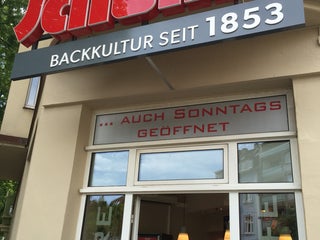 BACKKULTUR SEIT 1853
... AUCH SONNTAGS
GEÖFFNET